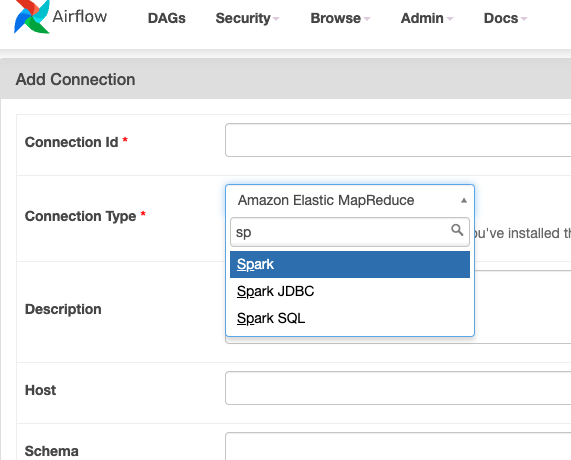 Airflow DAGs Security Browse Admin Docs
Add Connection
Connection Id *
Connection Type * Amazon Elastic MapReduce
sp
ou've installed th
Spark
Spark JDBC
Spark SQL
Description
Host
Schema